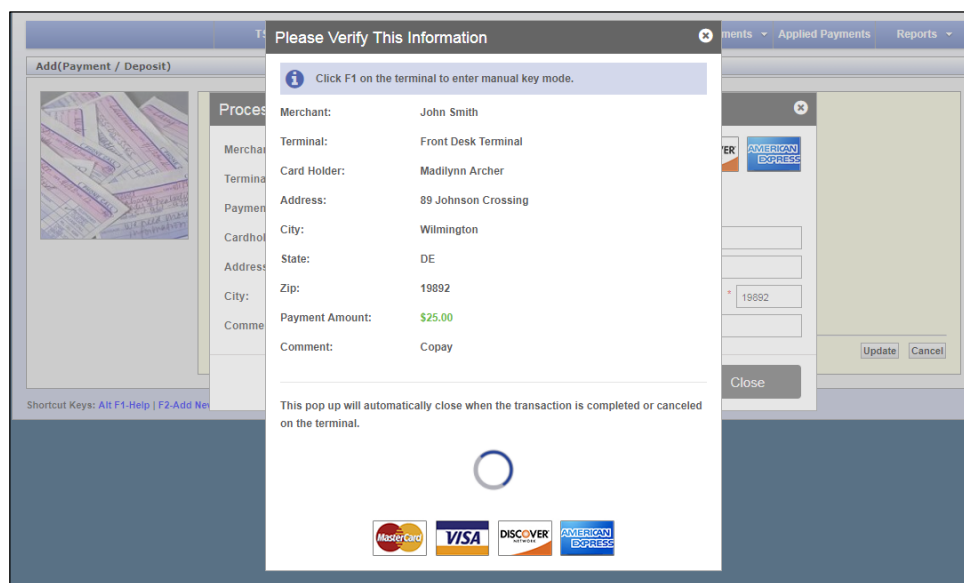 TS
ments
Applied Payments
Reports
Please Verify This Information
Add(Payment / Deposit)
Click F1 on the terminal to enter manual key mode.
Proces
Merchant: John Smith
Terminal: Front Desk Terminal
Card Holder: Madilynn Archer
Address: 89 Johnson Crossing
City: Wilmington
State: DE
Zip: 19892
Payment Amount: $25.00
Comment: Copay
Merchan
Termina
Paymen
Cardhol
Address
City:
* 19892
Comme
VER
AMERICAN EXPRESS
Update Cancel
Close
Shortcut Keys: Alt F1-Help | F2-Add New
This pop up will automatically close when the transaction is completed or canceled
on the terminal.
MasterCard
VISA
DISCOVER
NETWORK
AMERICAN
EXPRESS